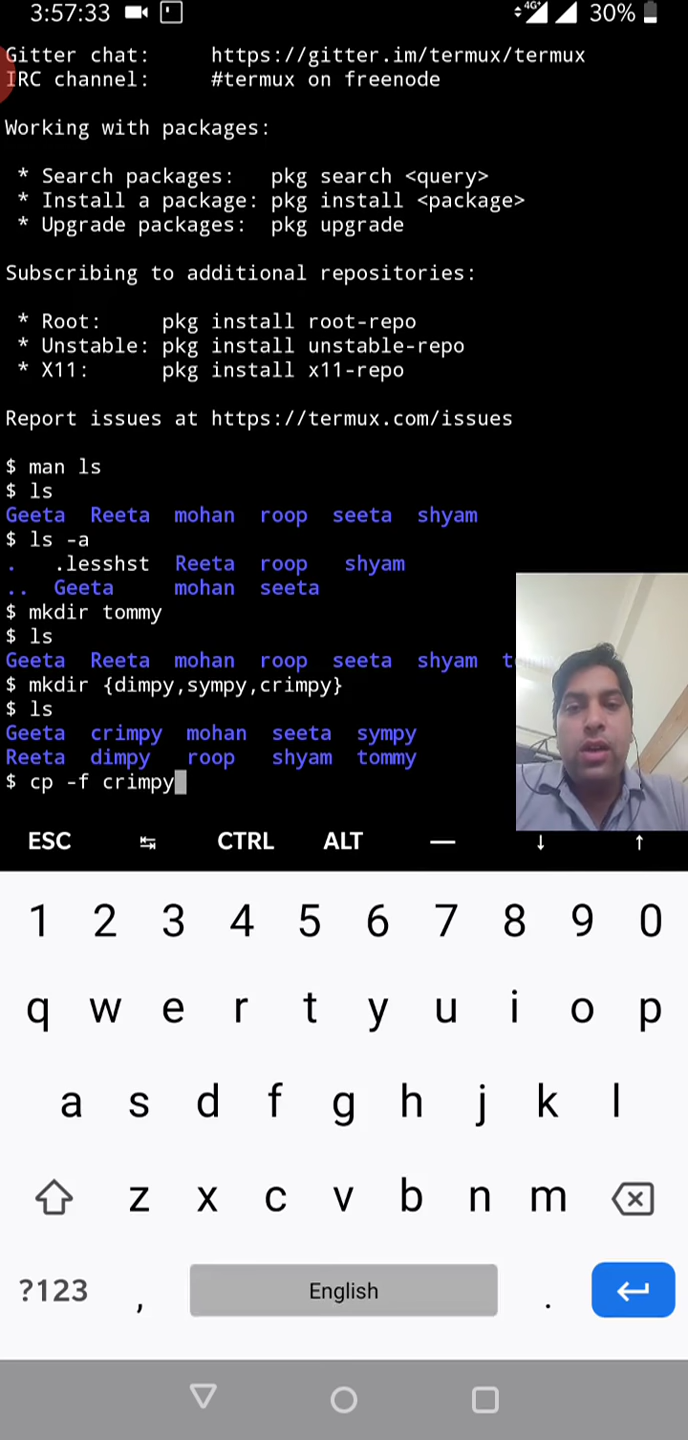 3:57:33 4G+ 30%
Gitter chat: https://gitter.im/termux/termux
IRC channel: #termux on freenode
Working with packages:
* Search packages: pkg search <query>
* Install a package: pkg install <package>
* Upgrade packages: pkg upgrade
Subscribing to additional repositories:
* Root: pkg install root-repo
* Unstable: pkg install unstable-repo
* X11: pkg install x11-repo
Report issues at https://termux.com/issues
$ man ls
$ ls
Geeta Reeta mohan roop seeta shyam
$ ls -a
. .lesshst Reeta roop shyam
.. Geeta mohan seeta
$ mkdir tommy
$ ls
Geeta Reeta mohan roop seeta shyam
$ mkdir {dimpy,sympy,crimpy}
$ ls
Geeta crimpy mohan seeta sympy
Reeta dimpy roop shyam tommy
$ cp -f crimpy
ESC ↹ CTRL ALT — ↓ ↑
1 2 3 4 5 6 7 8 9 0
q w e r t y u i o p
a s d f g h j k l
z x c v b n m
?123 , English .